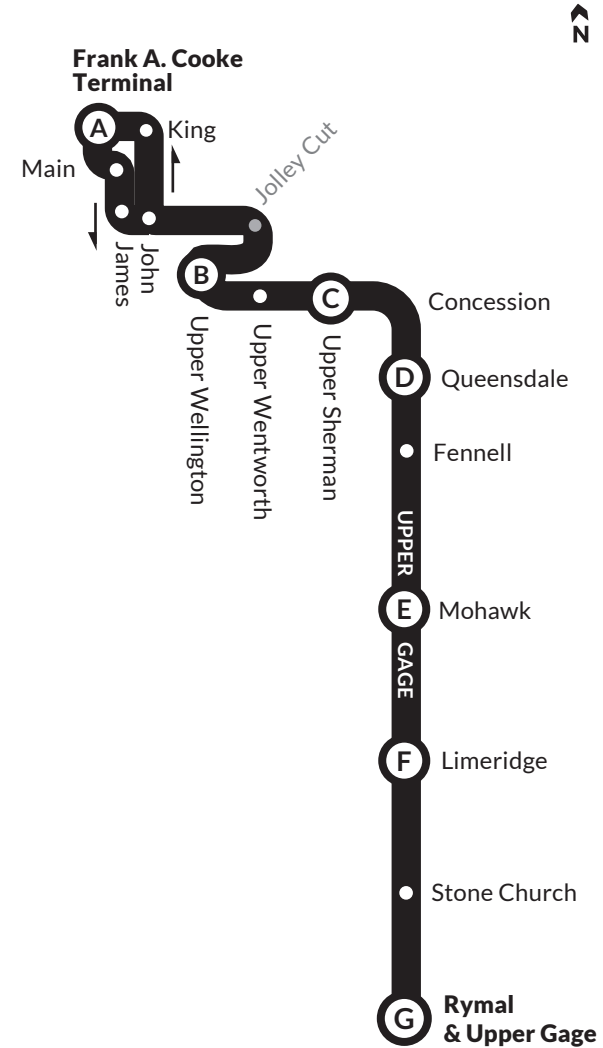 N
Frank A. Cooke
Terminal
A
King
Main
Jolley Cut
James
John
B
C
Concession
Upper Wellington
Upper Wentworth
Upper Sherman
D
Queensdale
Fennell
UPPER
E
Mohawk
GAGE
F
Limeridge
Stone Church
G
Rymal
& Upper Gage